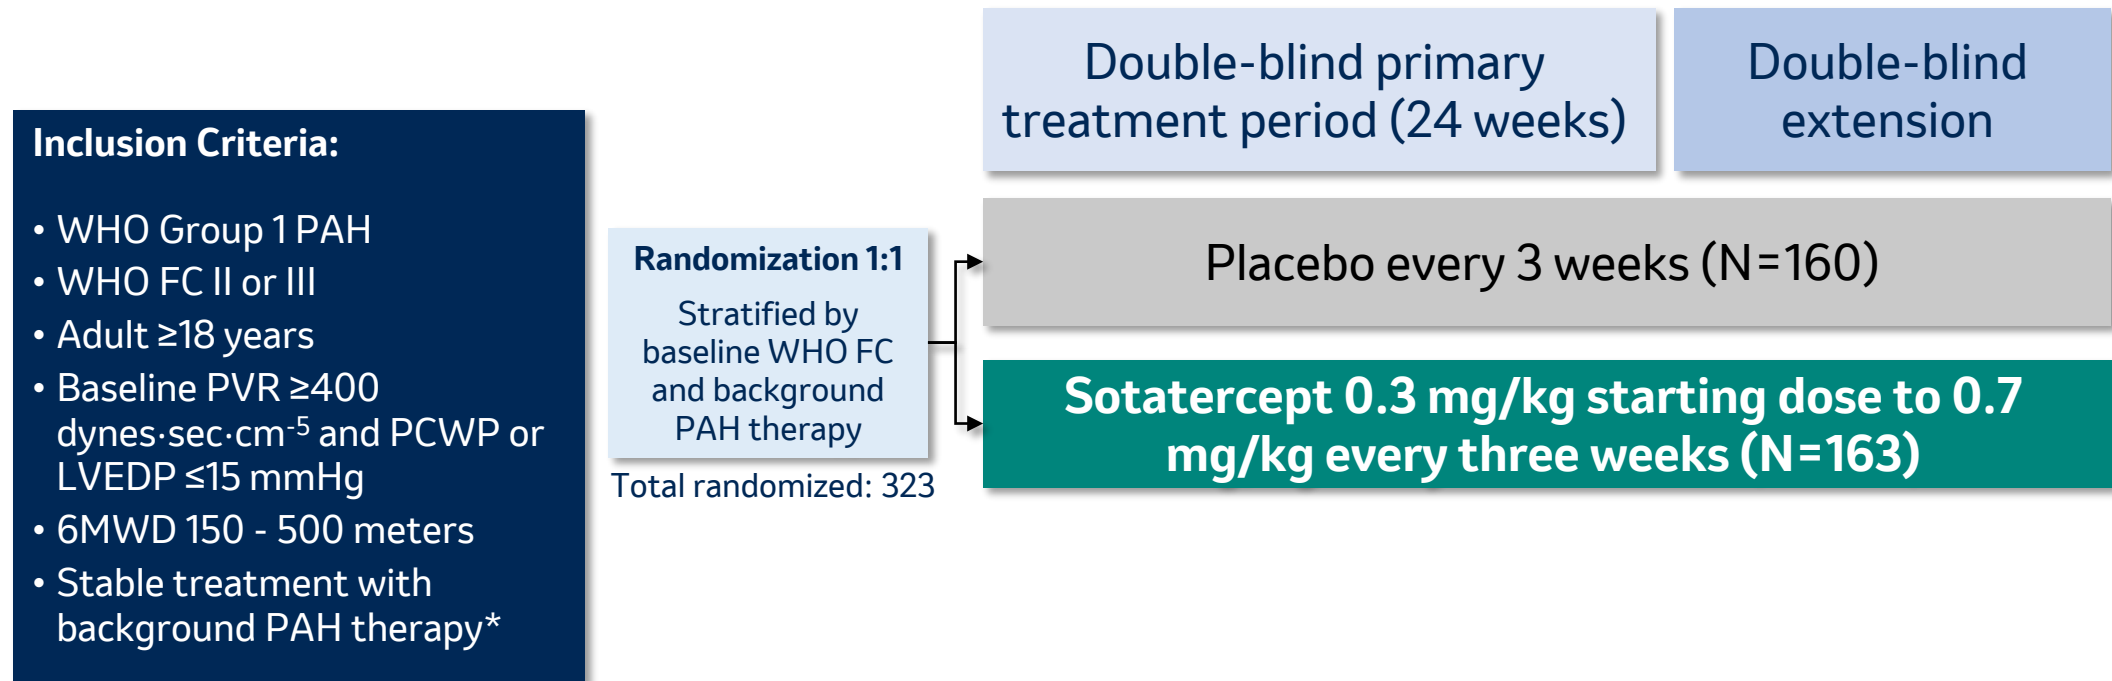 Inclusion Criteria:
• WHO Group 1 PAH
• WHO FC II or III
• Adult ≥18 years
• Baseline PVR ≥400
dynes·sec·cm-5 and PCWP or
LVEDP ≤15 mmHg
• 6MWD 150 - 500 meters
• Stable treatment with
background PAH therapy*
Randomization 1:1
Stratified by
baseline WHO FC
and background
PAH therapy
Total randomized: 323
Double-blind primary
treatment period (24 weeks)
Double-blind
extension
Placebo every 3 weeks (N=160)
Sotatercept 0.3 mg/kg starting dose to 0.7
mg/kg every three weeks (N=163)